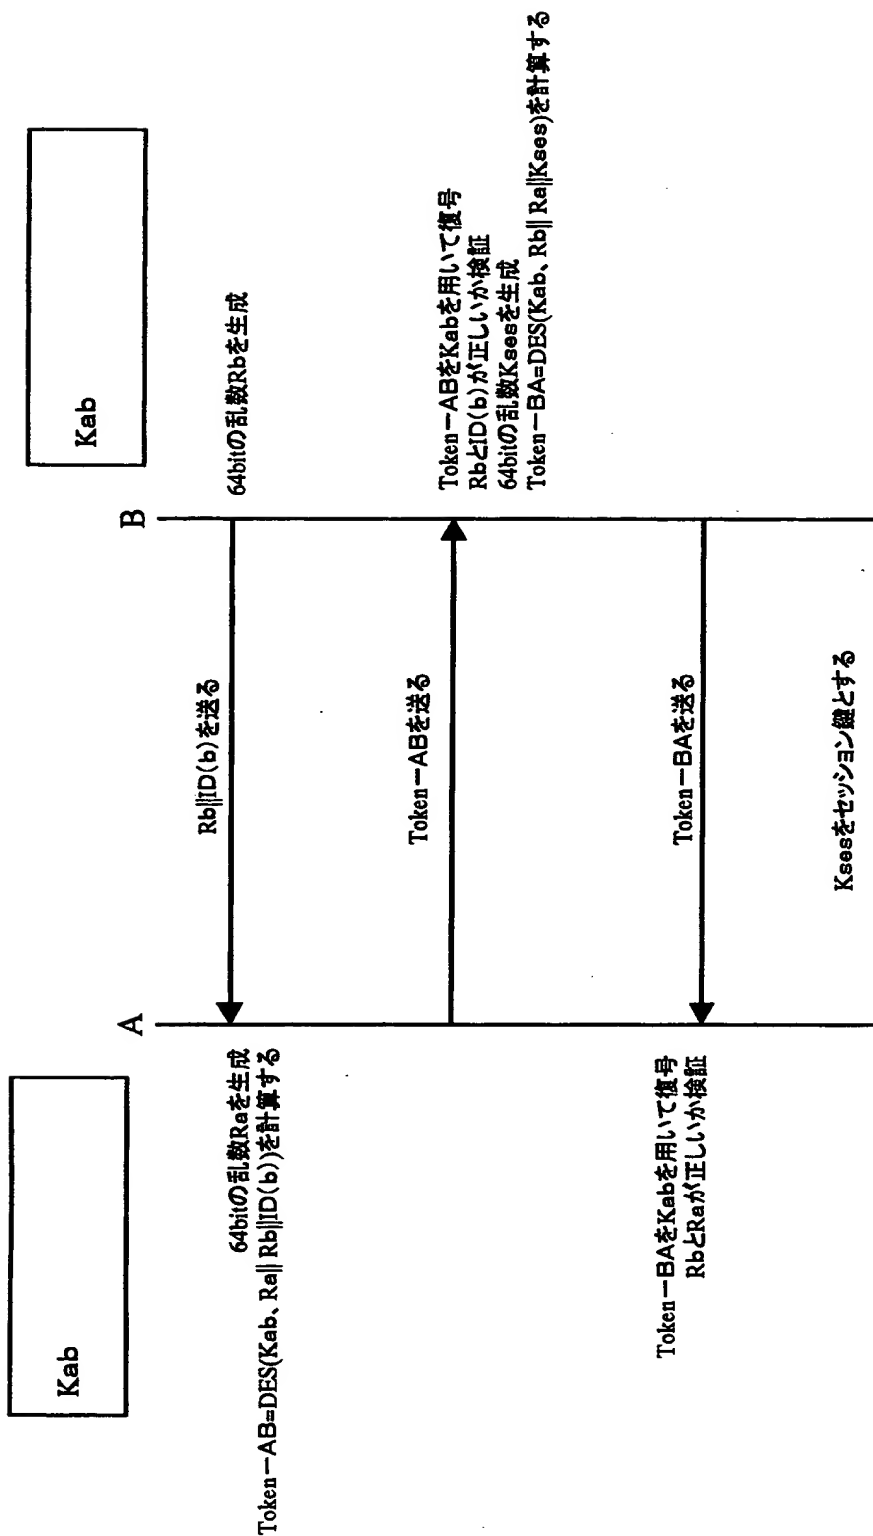 Kab
Kab
A
B
64bitの乱数Rbを生成
Rb||ID(b)を送る
64bitの乱数Raを生成
Token-AB=DES(Kab、Ra|| Rb||ID(b))を計算する
Token-ABを送る
Token-ABをKabを用いて復号
RbとID(b)が正しいか検証
64bitの乱数Ksesを生成
Token-BA=DES(Kab、Rb|| Ra||Kses)を計算する
Token-BAを送る
Token-BAをKabを用いて復号
RbとRaが正しいか検証
Ksesをセッション鍵とする